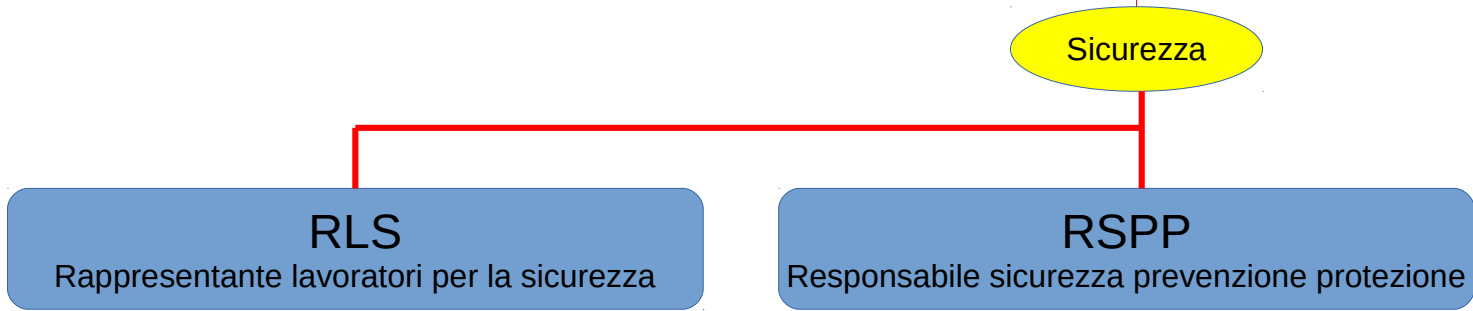 Sicurezza
RLS
Rappresentante lavoratori per la sicurezza
RSPP
Responsabile sicurezza prevenzione protezione